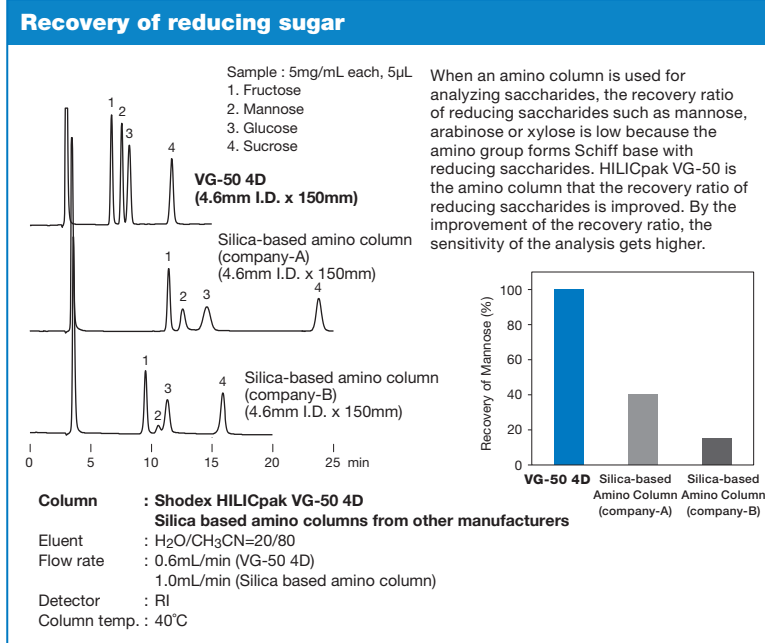 Recovery of reducing sugar
Sample : 5mg/mL each, 5µL
1. Fructose
2. Mannose
3. Glucose
4. Sucrose
1
2
3
4
VG-50 4D
(4.6mm I.D. x 150mm)
Silica-based amino column
(company-A)
(4.6mm I.D. x 150mm)
1
2
3
4
Silica-based amino column
(company-B)
(4.6mm I.D. x 150mm)
1
2
3
4
0 5 10 15 20 25 min
When an amino column is used for
analyzing saccharides, the recovery ratio
of reducing saccharides such as mannose,
arabinose or xylose is low because the
amino group forms Schiff base with
reducing saccharides. HILICpak VG-50 is
the amino column that the recovery ratio of
reducing saccharides is improved. By the
improvement of the recovery ratio, the
sensitivity of the analysis gets higher.
Recovery of Mannose (%)
100
80
60
40
20
0
VG-50 4D
Silica-based
Amino Column
(company-A)
Silica-based
Amino Column
(company-B)
Column : Shodex HILICpak VG-50 4D
Silica based amino columns from other manufacturers
Eluent : H₂O/CH₃CN=20/80
Flow rate : 0.6mL/min (VG-50 4D)
1.0mL/min (Silica based amino column)
Detector : RI
Column temp. : 40°C